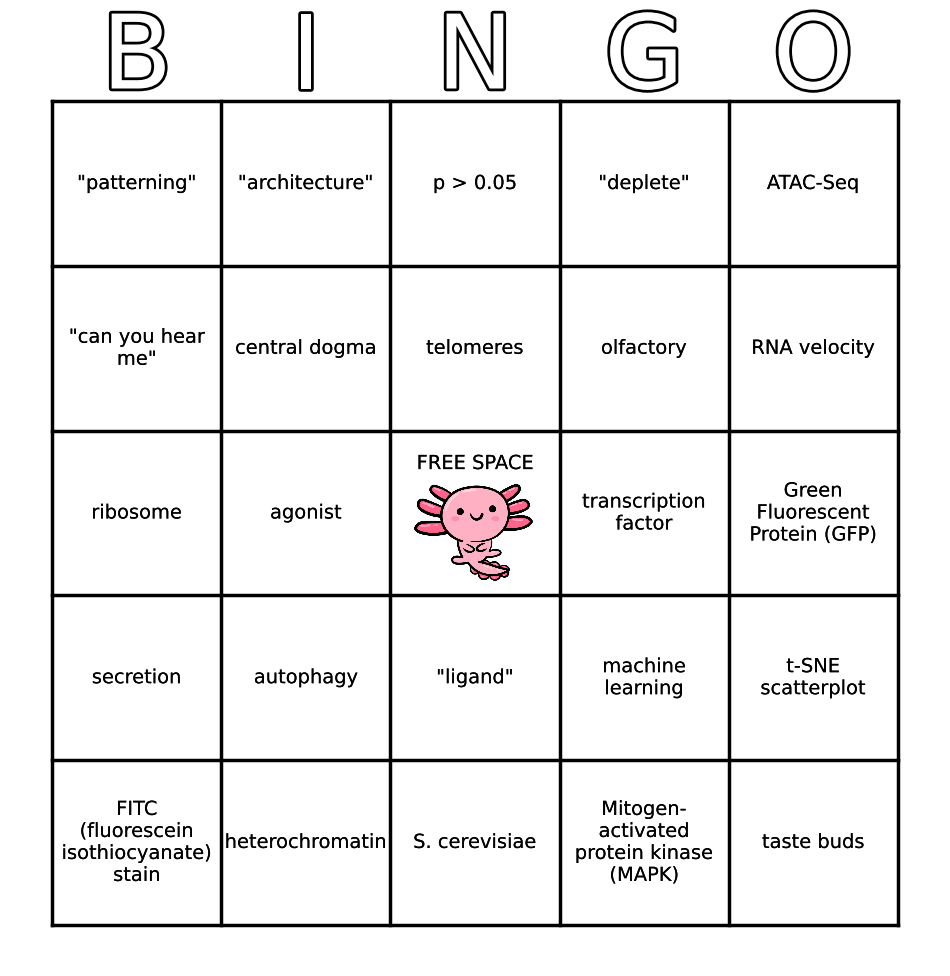 B I N G O
"patterning"
"architecture"
p > 0.05
"deplete"
ATAC-Seq
"can you hear
me"
central dogma
telomeres
olfactory
RNA velocity
ribosome
agonist
FREE SPACE
transcription
factor
Green
Fluorescent
Protein (GFP)
secretion
autophagy
"ligand"
machine
learning
t-SNE
scatterplot
FITC
(fluorescein
isothiocyanate)
stain
heterochromatin
S. cerevisiae
Mitogen-
activated
protein kinase
(MAPK)
taste buds